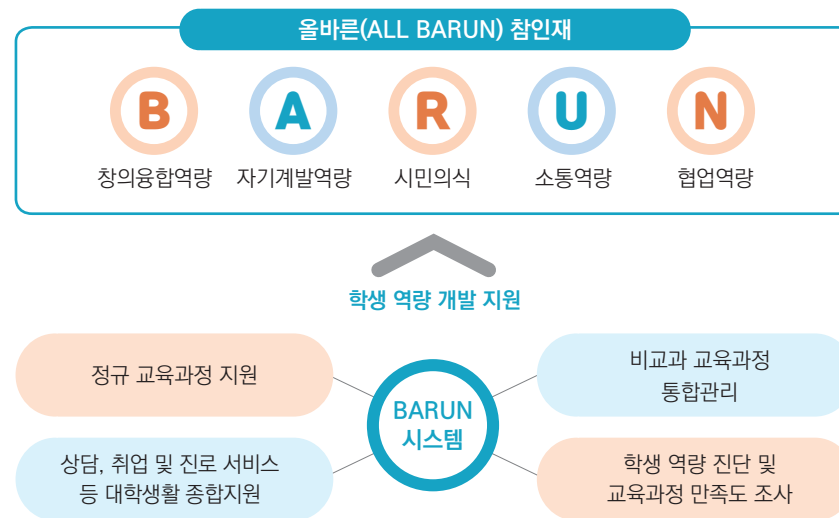 올바른(ALL BARUN) 참인재
B A R U N
창의융합역량 자기계발역량 시민의식 소통역량 협업역량
학생 역량 개발 지원
정규 교육과정 지원
비교과 교육과정
통합관리
BARUN
시스템
상담, 취업 및 진로 서비스
등 대학생활 종합지원
학생 역량 진단 및
교육과정 만족도 조사